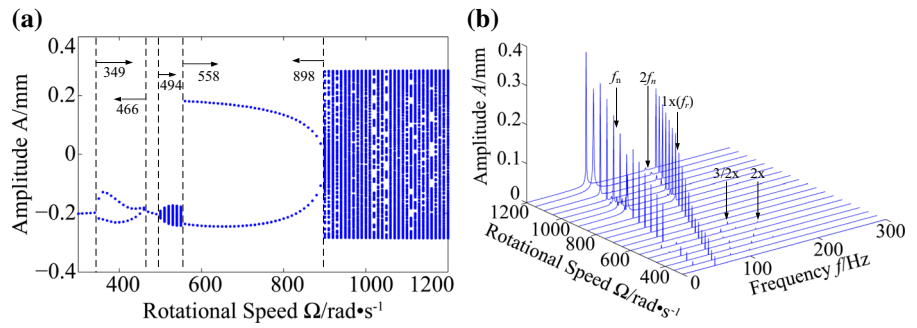 (a)
0.4
0.2
0
−0.2
−0.4
Amplitude A/mm
349
466
494
558
898
400
600
800
1000
1200
Rotational Speed Ω/rad•s⁻¹
(b)
0.4
0.3
0.2
0.1
0
Amplitude A/mm
fₙ
2fₙ
1x(fᵣ)
3/2x
2x
1200
1000
800
600
400
Rotational Speed Ω/rad•s⁻¹
0
100
200
300
Frequency f/Hz